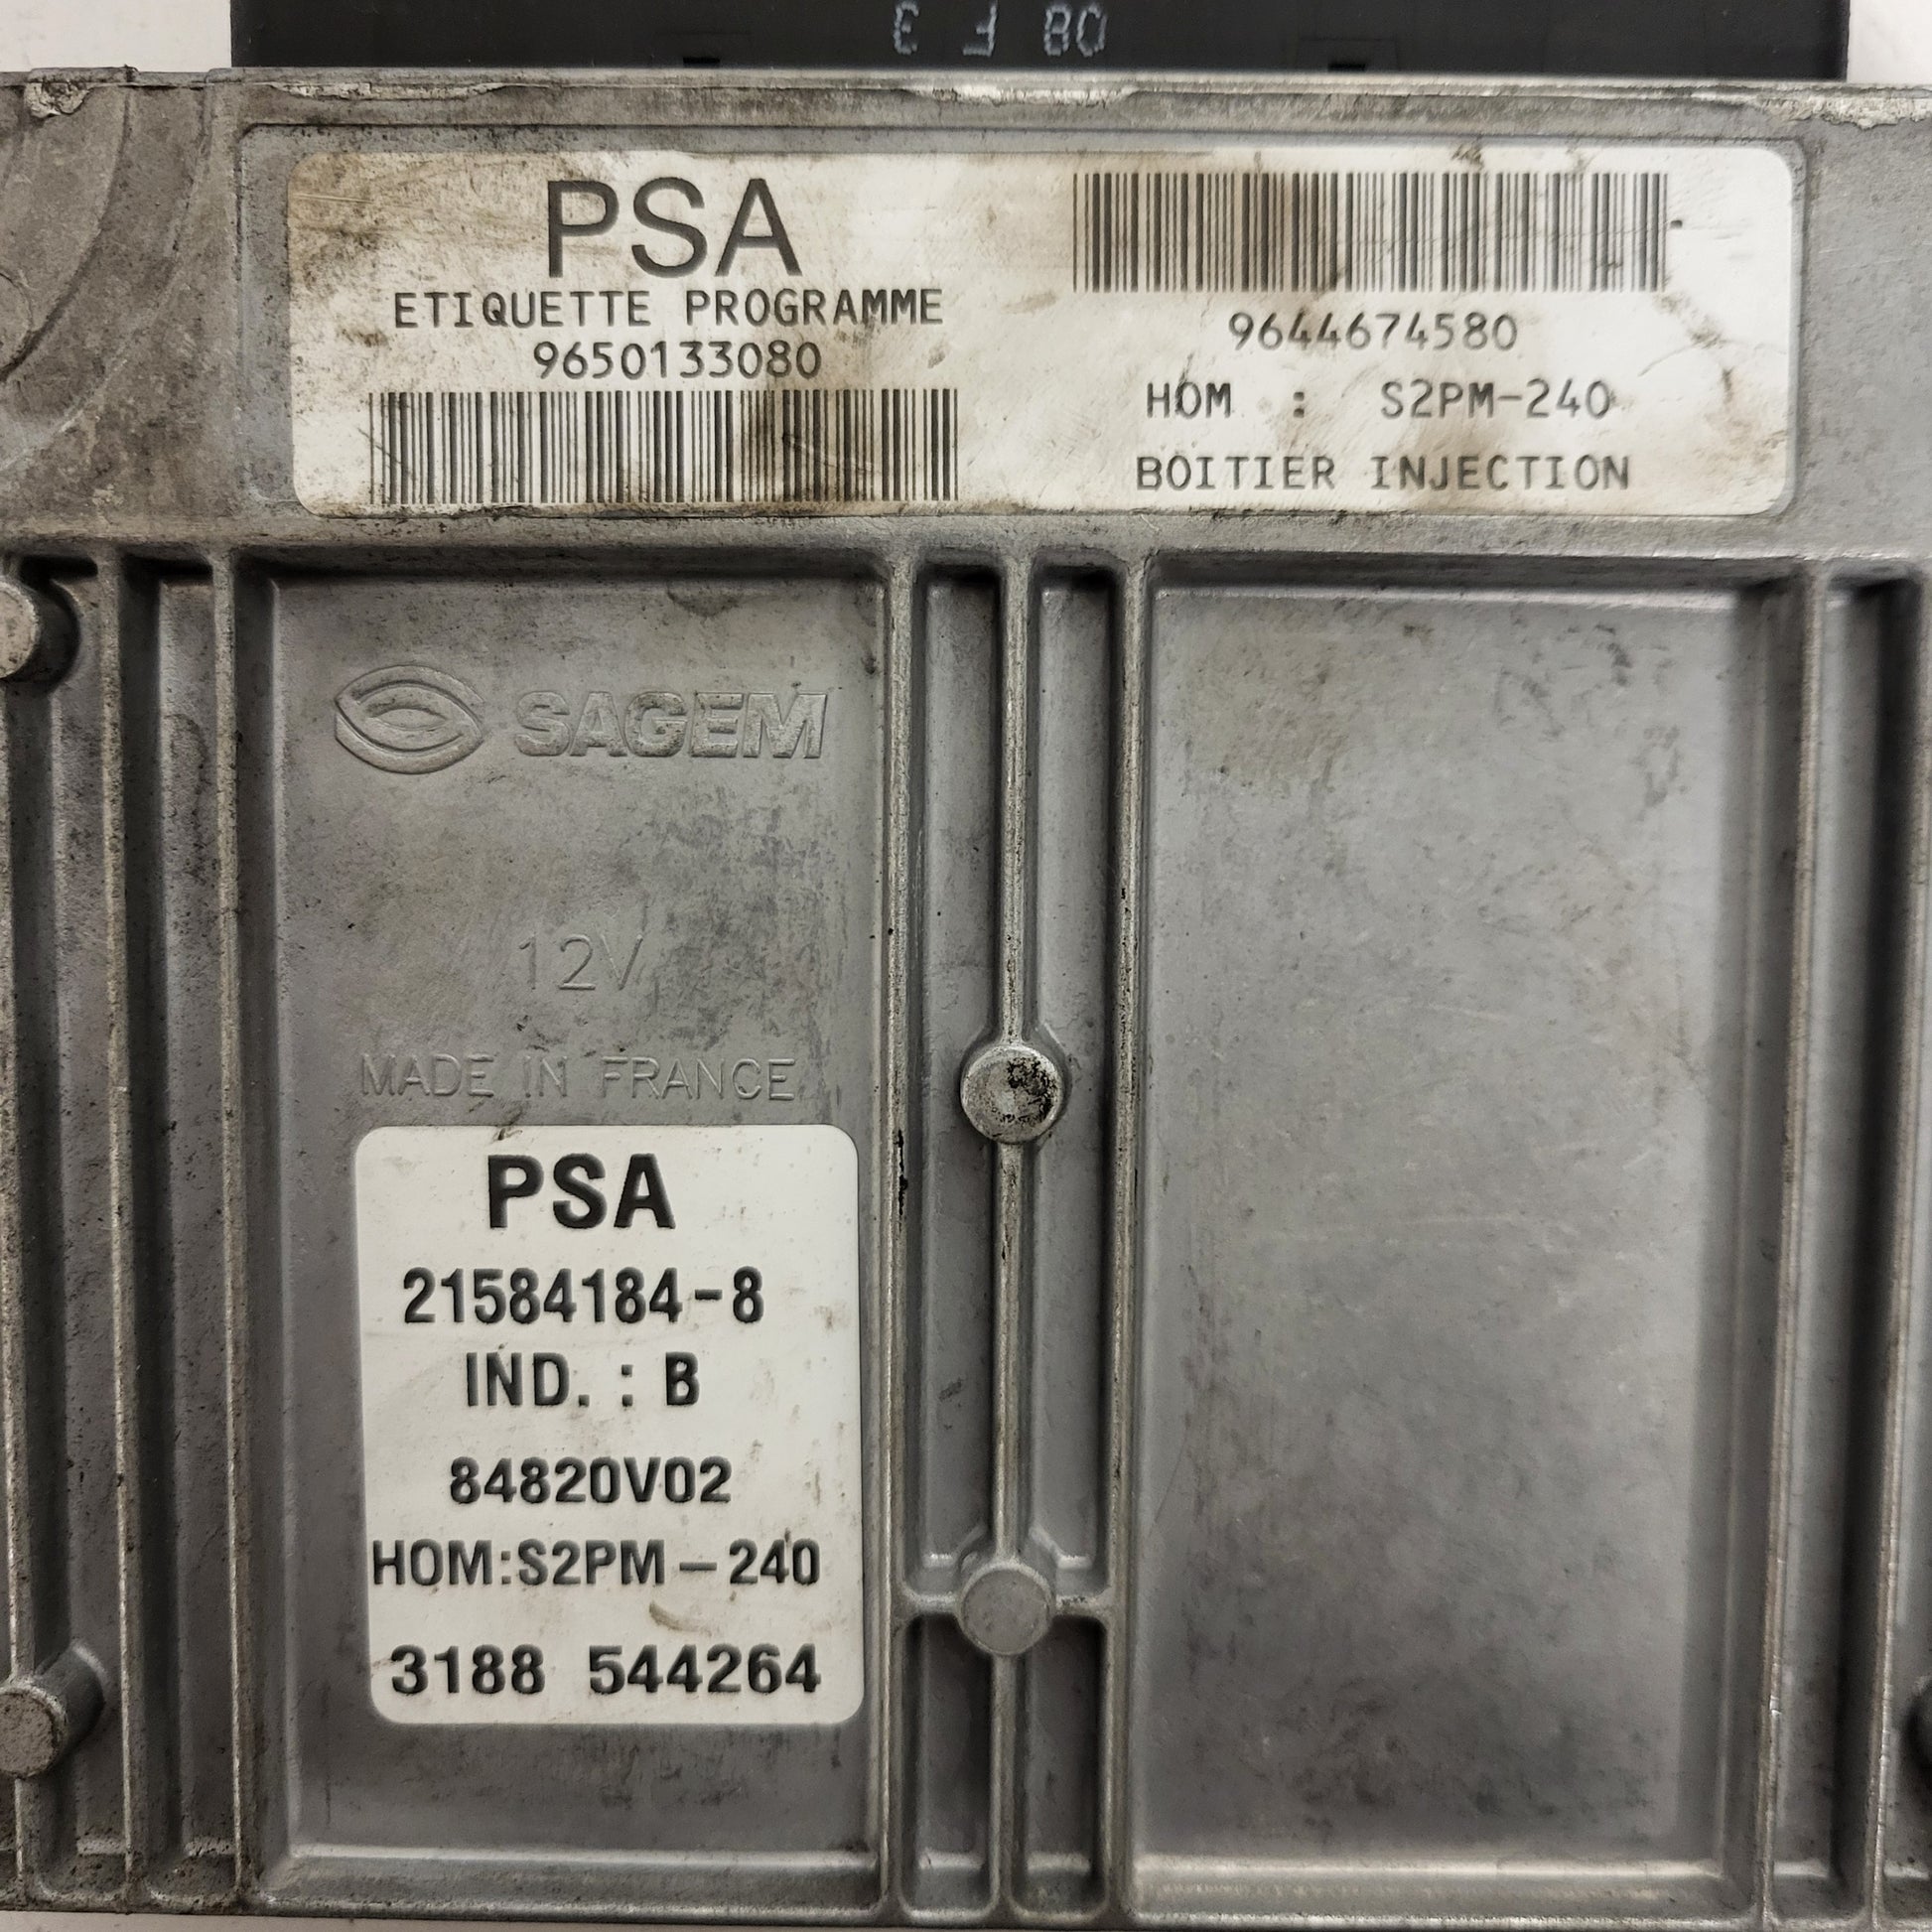 08 F 3
PSA
ETIQUETTE PROGRAMME
9650133080
9644674580
HOM : S2PM-240
BOITIER INJECTION
SAGEM
12V
MADE IN FRANCE
PSA
21584184-8
IND. : B
84820V02
HOM:S2PM-240
3188 544264